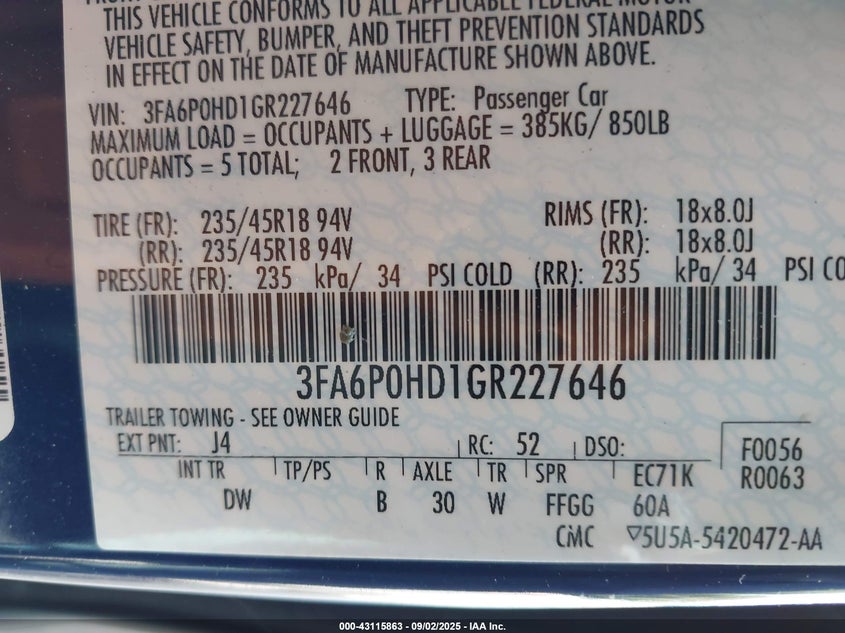 THIS VEHICLE CONFORMS TO ALL APPLICABLE FEDERAL MOTOR
VEHICLE SAFETY, BUMPER, AND THEFT PREVENTION STANDARDS
IN EFFECT ON THE DATE OF MANUFACTURE SHOWN ABOVE.
VIN: 3FA6P0HD1GR227646 TYPE: Passenger Car
MAXIMUM LOAD = OCCUPANTS + LUGGAGE = 385KG/ 850LB
OCCUPANTS = 5 TOTAL; 2 FRONT, 3 REAR
TIRE (FR): 235/45R18 94V RIMS (FR): 18x8.0J
(RR): 235/45R18 94V (RR): 18x8.0J
PRESSURE (FR): 235 kPa/ 34 PSI COLD (RR): 235 kPa/ 34 PSI CO
3FA6P0HD1GR227646
TRAILER TOWING - SEE OWNER GUIDE
EXT PNT: J4 RC: 52 DSO: F0056
INT TR TP/PS R AXLE TR SPR EC71K R0063
DW B 30 W FFGG 60A
CMC ▽5U5A-5420472-AA
000-43115863 - 09/02/2025 - IAA Inc.